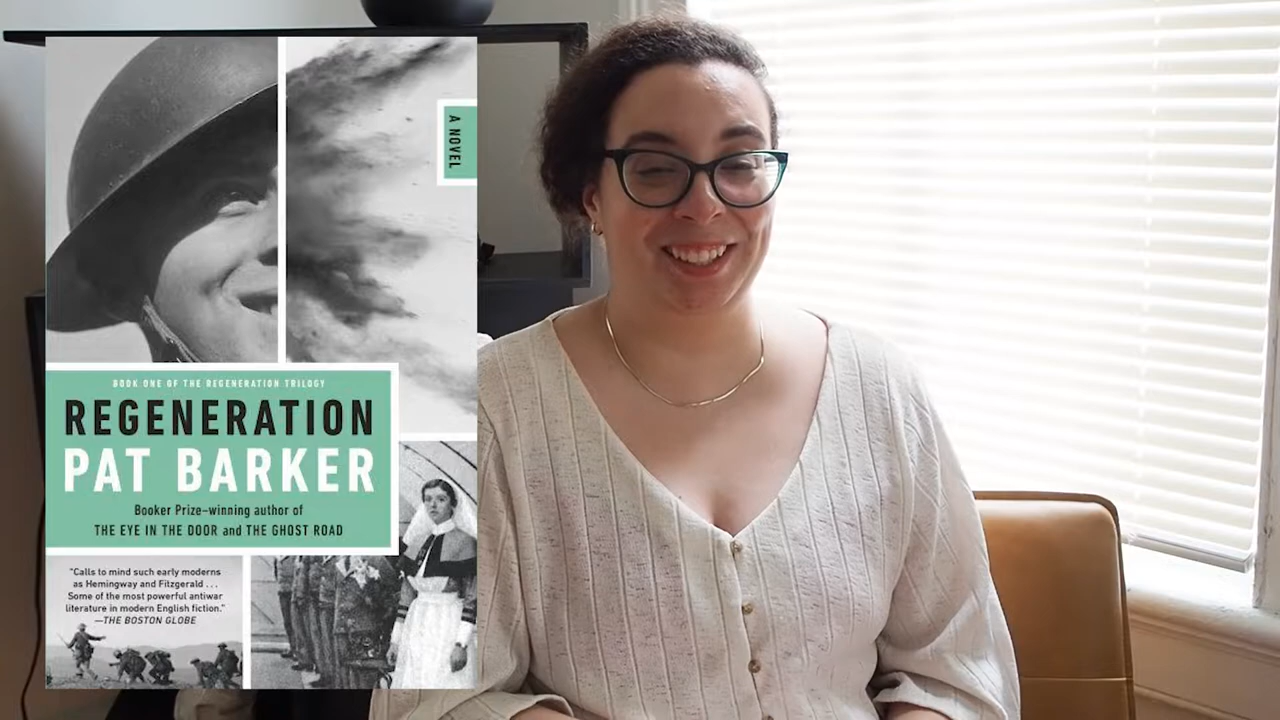 A NOVEL
BOOK ONE OF THE REGENERATION TRILOGY
REGENERATION
PAT BARKER
Booker Prize–winning author of
THE EYE IN THE DOOR and THE GHOST ROAD
"Calls to mind such early moderns
as Hemingway and Fitzgerald . . .
Some of the most powerful antiwar
literature in modern English fiction."
—THE BOSTON GLOBE